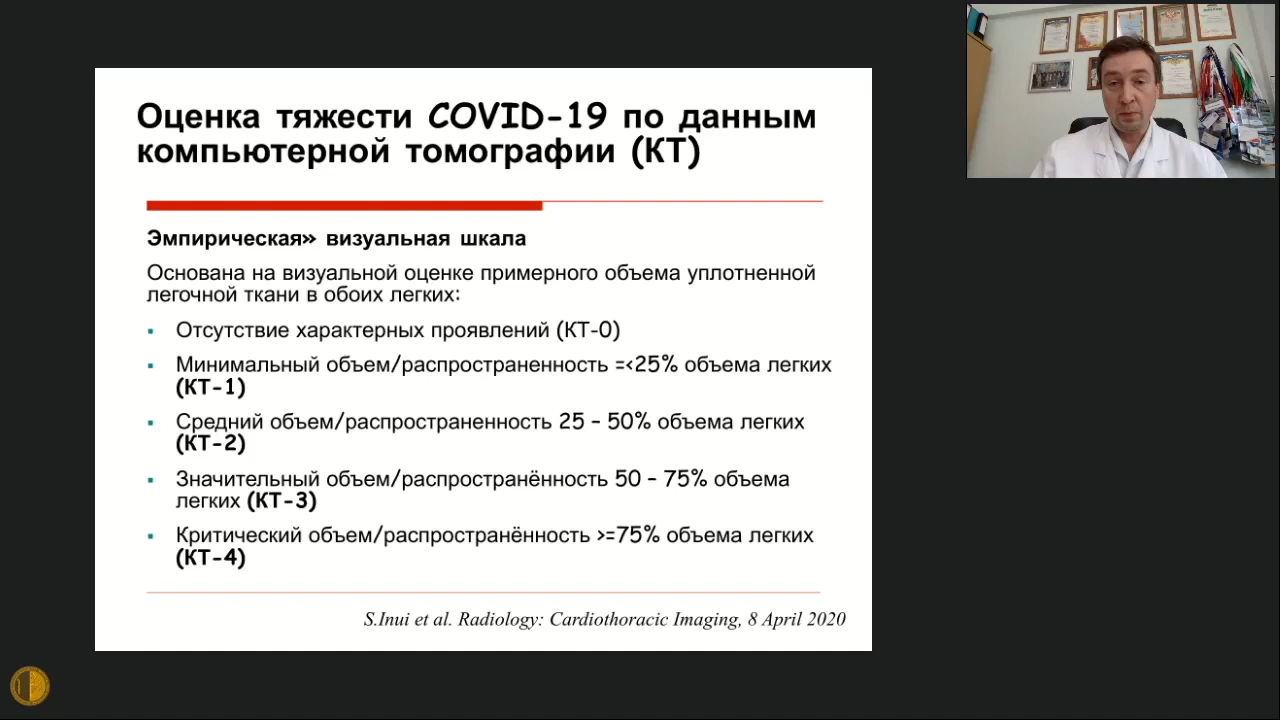 Оценка тяжести COVID-19 по данным
компьютерной томографии (КТ)
Эмпирическая» визуальная шкала
Основана на визуальной оценке примерного объема уплотненной
легочной ткани в обоих легких:
▪ Отсутствие характерных проявлений (КТ-0)
▪ Минимальный объем/распространенность =<25% объема легких
(КТ-1)
▪ Средний объем/распространенность 25 – 50% объема легких
(КТ-2)
▪ Значительный объем/распространённость 50 – 75% объема
легких (КТ-3)
▪ Критический объем/распространённость >=75% объема легких
(КТ-4)
S.Inui et al. Radiology: Cardiothoracic Imaging, 8 April 2020